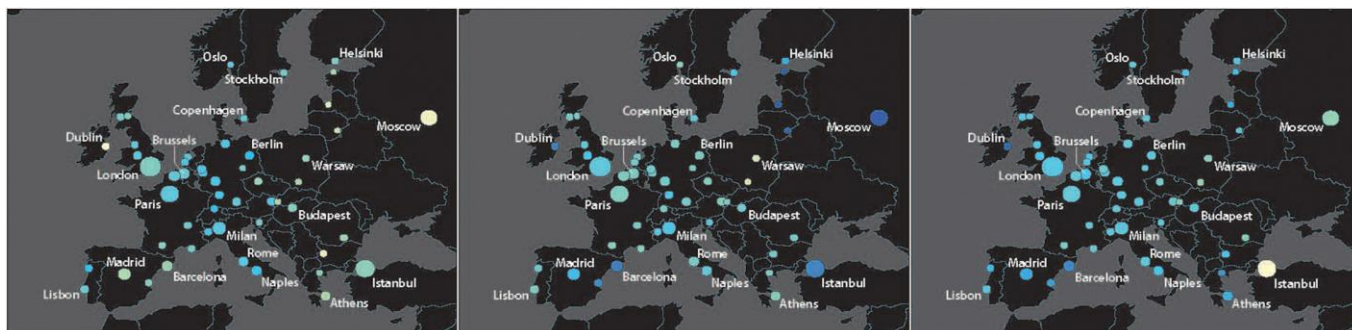 Oslo
Helsinki
Stockholm
Copenhagen
Moscow
Dublin
Brussels
Berlin
Warsaw
London
Paris
Budapest
Milan
Madrid
Rome
Barcelona
Naples
Istanbul
Lisbon
Athens
Oslo
Helsinki
Stockholm
Copenhagen
Moscow
Dublin
Brussels
Berlin
Warsaw
London
Paris
Budapest
Milan
Madrid
Rome
Barcelona
Naples
Istanbul
Lisbon
Athens
Oslo
Helsinki
Stockholm
Copenhagen
Moscow
Dublin
Brussels
Berlin
Warsaw
London
Paris
Budapest
Milan
Madrid
Rome
Barcelona
Naples
Istanbul
Lisbon
Athens